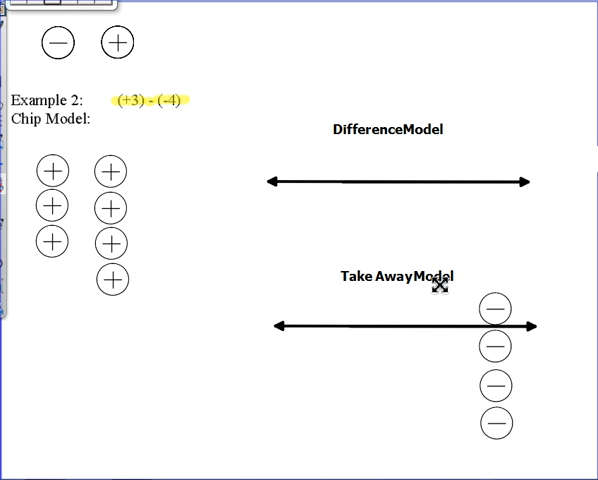 − +
Example 2: (+3) - (-4)
Chip Model:
DifferenceModel
+ +
+ +
+ +
+
Take AwayModel
−
−
−
−